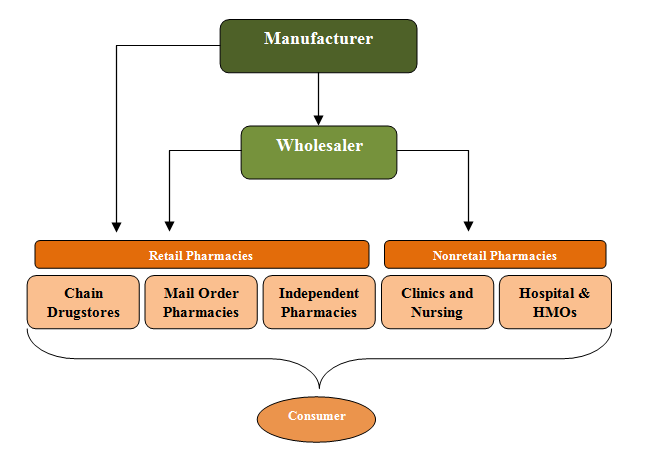 Manufacturer
Wholesaler
Retail Pharmacies
Nonretail Pharmacies
Chain
Drugstores
Mail Order
Pharmacies
Independent
Pharmacies
Clinics and
Nursing
Hospital &
HMOs
Consumer